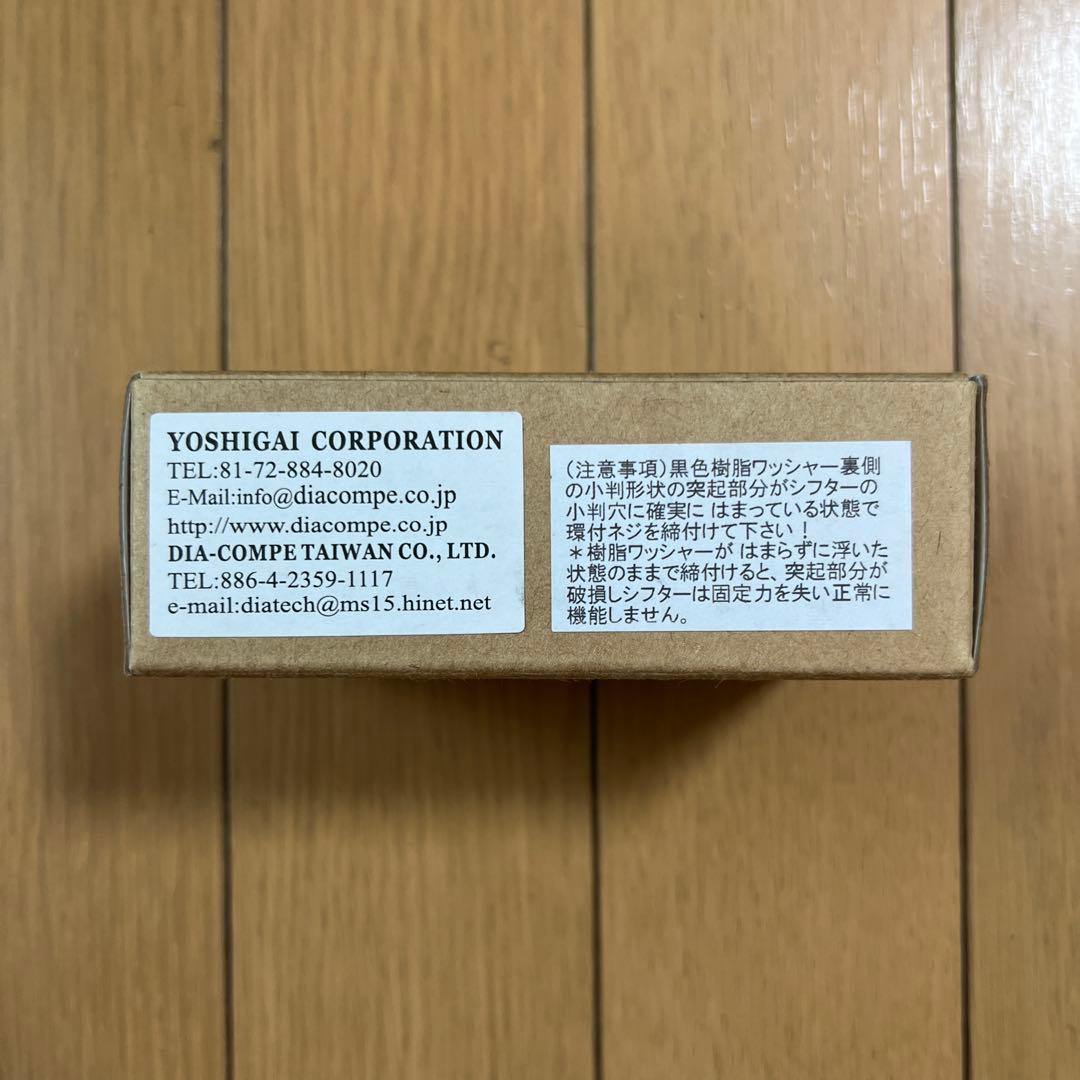 YOSHIGAI CORPORATION
TEL:81-72-884-8020
E-Mail:info@diacompe.co.jp
http://www.diacompe.co.jp
DIA-COMPE TAIWAN CO., LTD.
TEL:886-4-2359-1117
e-mail:diatech@ms15.hinet.net
（注意事項）黒色樹脂ワッシャー裏側
の小判形状の突起部分がシフターの
小判穴に確実に はまっている状態で
環付ネジを締付けて下さい！
＊樹脂ワッシャーが はまらずに浮いた
状態のままで締付けると、突起部分が
破損しシフターは固定力を失い正常に
機能しません。